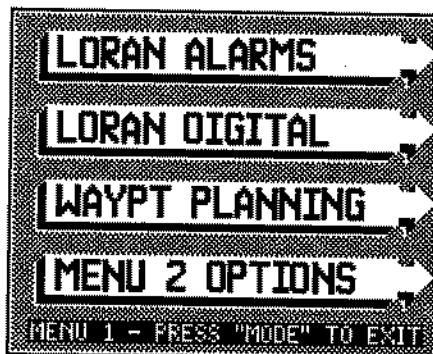 LORAN ALARMS
LORAN DIGITAL
WAYPT PLANNING
MENU 2 OPTIONS
MENU 1 - PRESS "MODE" TO EXIT